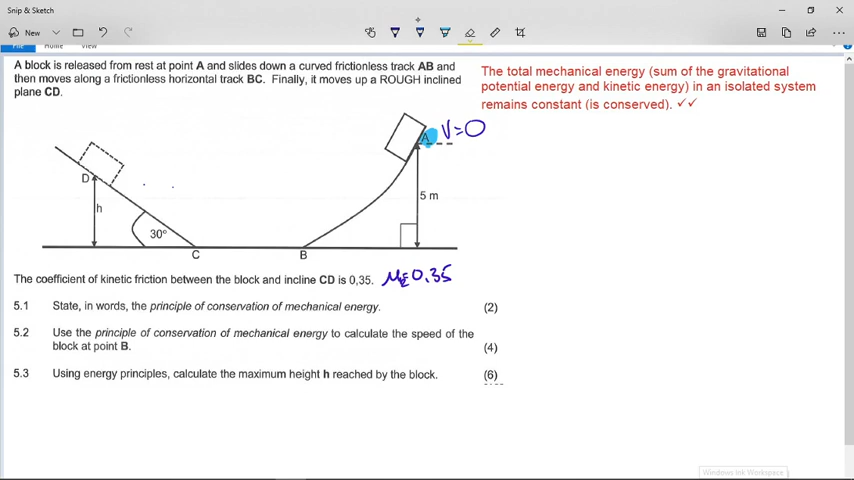 Snip & Sketch
New
File Home View
A block is released from rest at point A and slides down a curved frictionless track AB and
then moves along a frictionless horizontal track BC. Finally, it moves up a ROUGH inclined
plane CD.
The total mechanical energy (sum of the gravitational
potential energy and kinetic energy) in an isolated system
remains constant (is conserved). ✓✓
A V=0
D
h
5 m
30°
C
B
The coefficient of kinetic friction between the block and incline CD is 0,35. μk=0.35
5.1 State, in words, the principle of conservation of mechanical energy. (2)
5.2 Use the principle of conservation of mechanical energy to calculate the speed of the
block at point B. (4)
5.3 Using energy principles, calculate the maximum height h reached by the block. (6)
Windows Ink Workspace